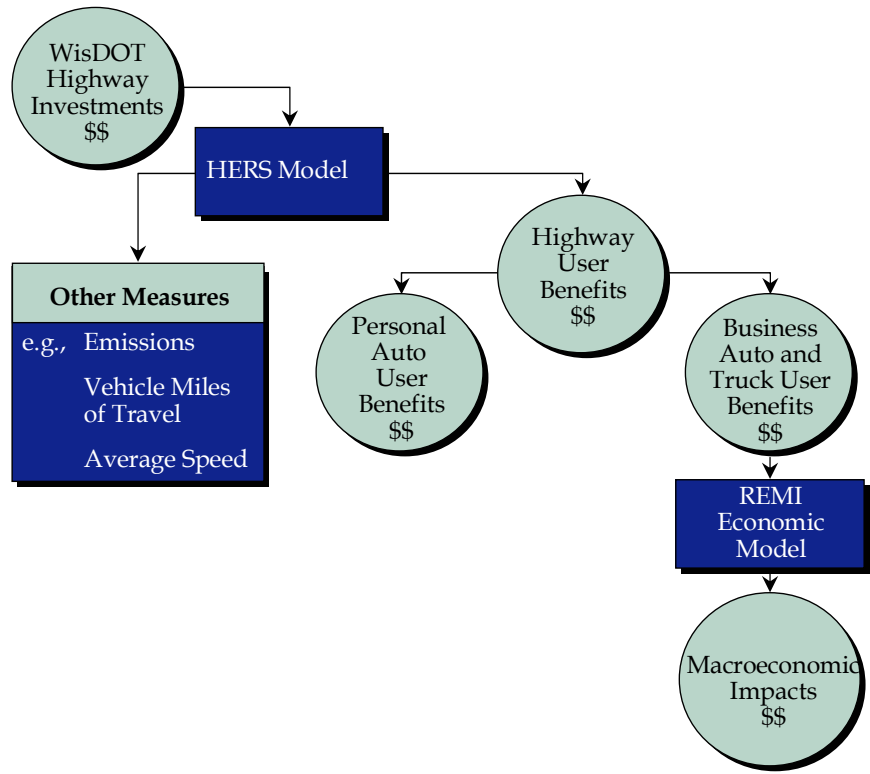 WisDOT
Highway
Investments
$$
HERS Model
Other Measures
e.g., Emissions
Vehicle Miles
of Travel
Average Speed
Highway
User
Benefits
$$
Personal
Auto
User
Benefits
$$
Business
Auto and
Truck User
Benefits
$$
REMI
Economic
Model
Macroeconomic
Impacts
$$